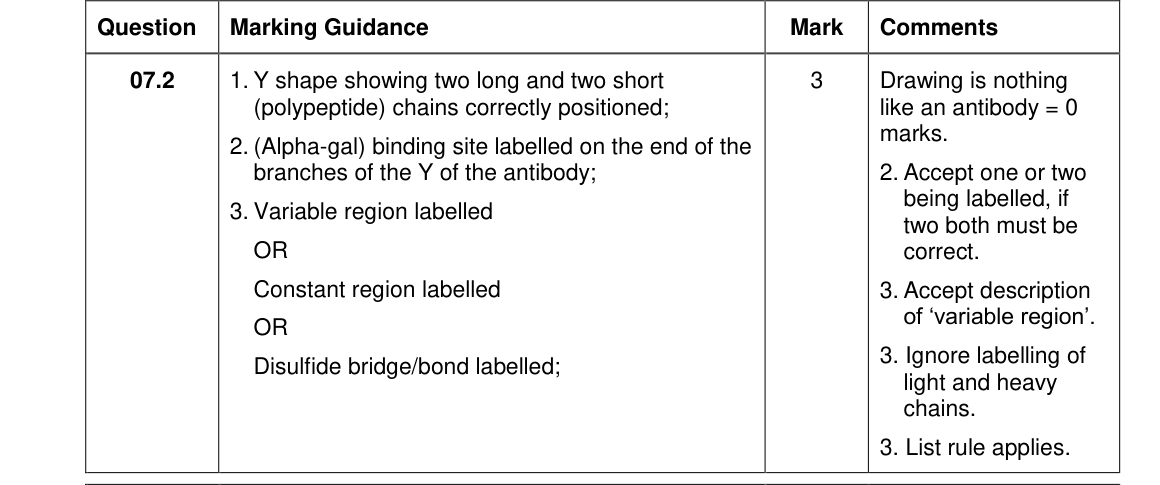 Question Marking Guidance Mark Comments
07.2
1. Y shape showing two long and two short
(polypeptide) chains correctly positioned;
2. (Alpha-gal) binding site labelled on the end of the
branches of the Y of the antibody;
3. Variable region labelled
OR
Constant region labelled
OR
Disulfide bridge/bond labelled;
3
Drawing is nothing
like an antibody = 0
marks.
2. Accept one or two
being labelled, if
two both must be
correct.
3. Accept description
of ‘variable region’.
3. Ignore labelling of
light and heavy
chains.
3. List rule applies.